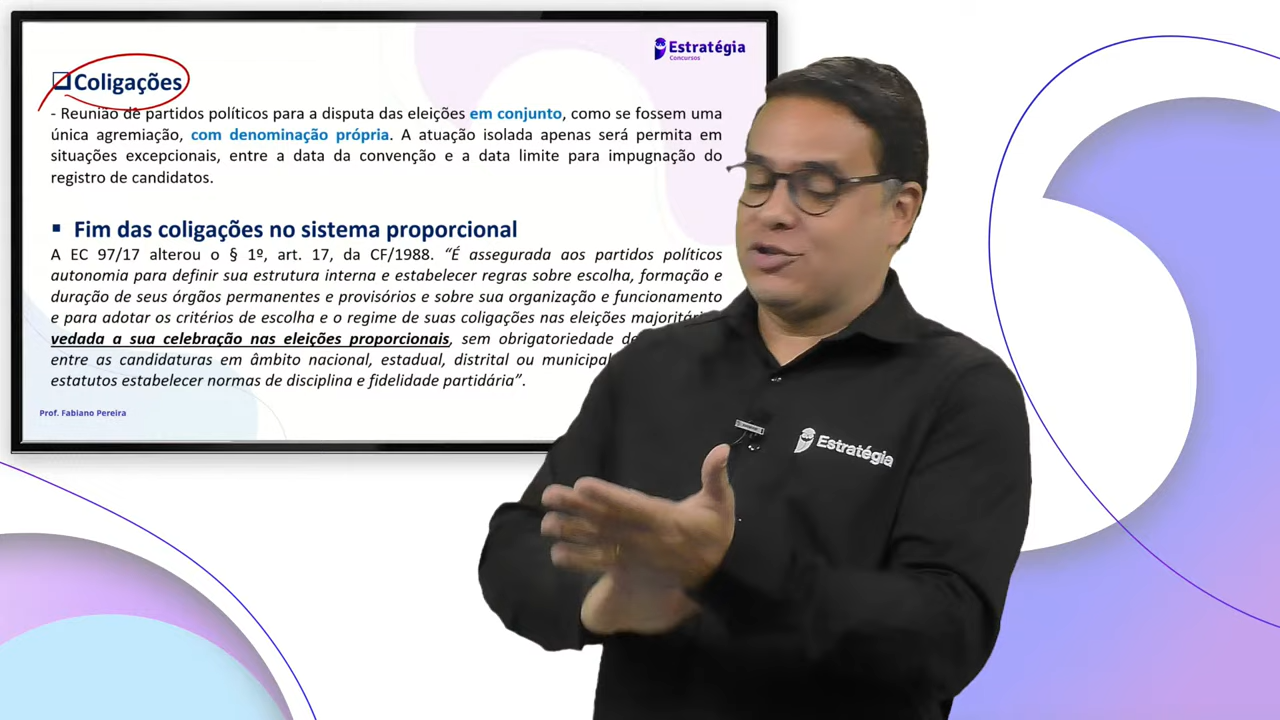 Estratégia
Concursos
Coligações
- Reunião de partidos políticos para a disputa das eleições em conjunto, como se fossem uma
única agremiação, com denominação própria. A atuação isolada apenas será permita em
situações excepcionais, entre a data da convenção e a data limite para impugnação do
registro de candidatos.
▪ Fim das coligações no sistema proporcional
A EC 97/17 alterou o § 1º, art. 17, da CF/1988. “É assegurada aos partidos políticos
autonomia para definir sua estrutura interna e estabelecer regras sobre escolha, formação e
duração de seus órgãos permanentes e provisórios e sobre sua organização e funcionamento
e para adotar os critérios de escolha e o regime de suas coligações nas eleições
vedada a sua celebração nas eleições proporcionais, sem obrigatoriedade
entre as candidaturas em âmbito nacional, estadual, distrital ou municipal
estatutos estabelecer normas de disciplina e fidelidade partidária”.
Prof. Fabiano Pereira
Estratégia